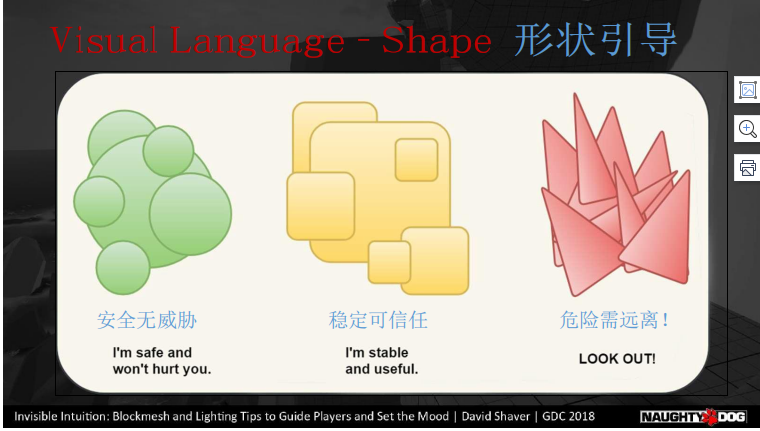 Visual Language - Shape 形状引导
安全无威胁
稳定可信任
危险需远离！
I'm safe and
won't hurt you.
I'm stable
and useful.
LOOK OUT!
Invisible Intuition: Blockmesh and Lighting Tips to Guide Players and Set the Mood | David Shaver | GDC 2018
NAUGHTY DOG